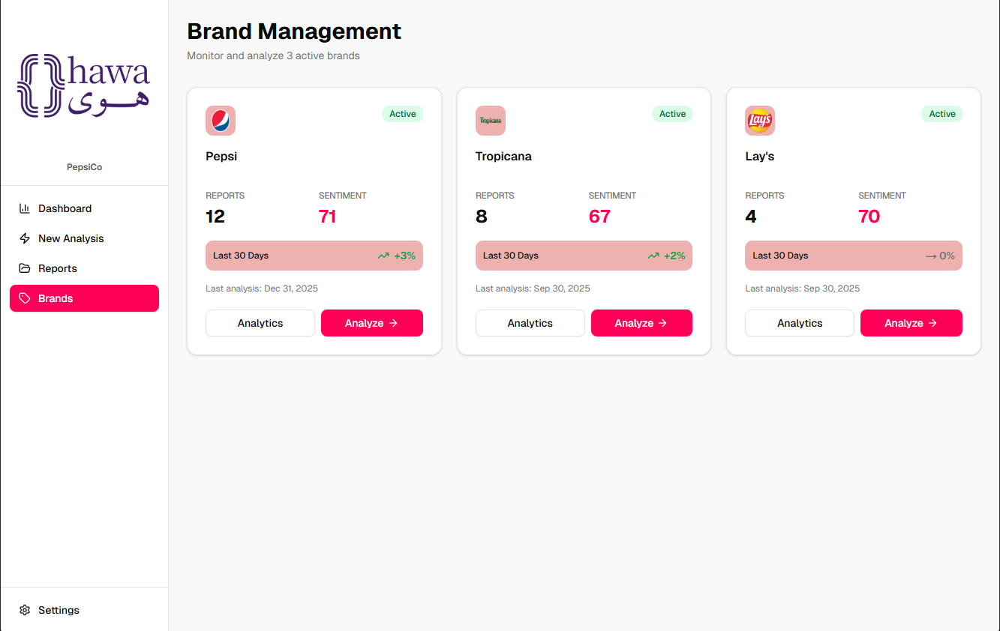 hawa
هوى
PepsiCo
Dashboard
New Analysis
Reports
Brands
Settings
Brand Management
Monitor and analyze 3 active brands
Active
Pepsi
REPORTS SENTIMENT
12 71
Last 30 Days +3%
Last analysis: Dec 31, 2025
Analytics Analyze →
Tropicana
Active
Tropicana
REPORTS SENTIMENT
8 67
Last 30 Days +2%
Last analysis: Sep 30, 2025
Analytics Analyze →
Lay's
Active
Lay's
REPORTS SENTIMENT
4 70
Last 30 Days → 0%
Last analysis: Sep 30, 2025
Analytics Analyze →